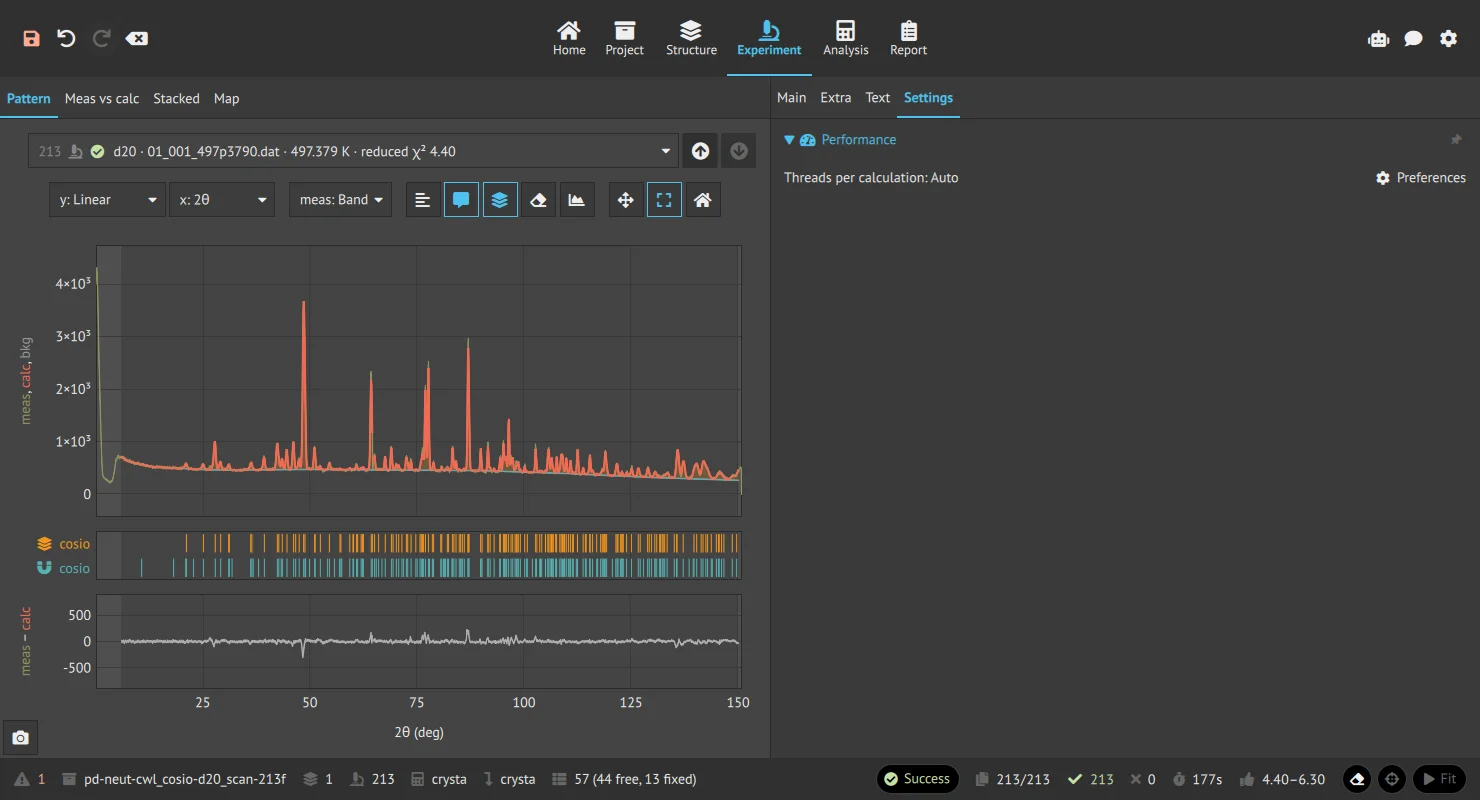 Home Project Structure Experiment Analysis Report
Pattern Meas vs calc Stacked Map
Main Extra Text Settings
213 d20 · 01_001_497p3790.dat · 497.379 K · reduced χ² 4.40
Performance
Threads per calculation: Auto
Preferences
y: Linear x: 2θ meas: Band
meas, calc, bkg
4×10³
3×10³
2×10³
1×10³
0
cosio
cosio
meas − calc
500
0
-500
25 50 75 100 125 150
2θ (deg)
1 pd-neut-cwl_cosio-d20_scan-213f 1 213 crysta crysta 57 (44 free, 13 fixed) Success 213/213 213 0 177s 4.40–6.30 Fit